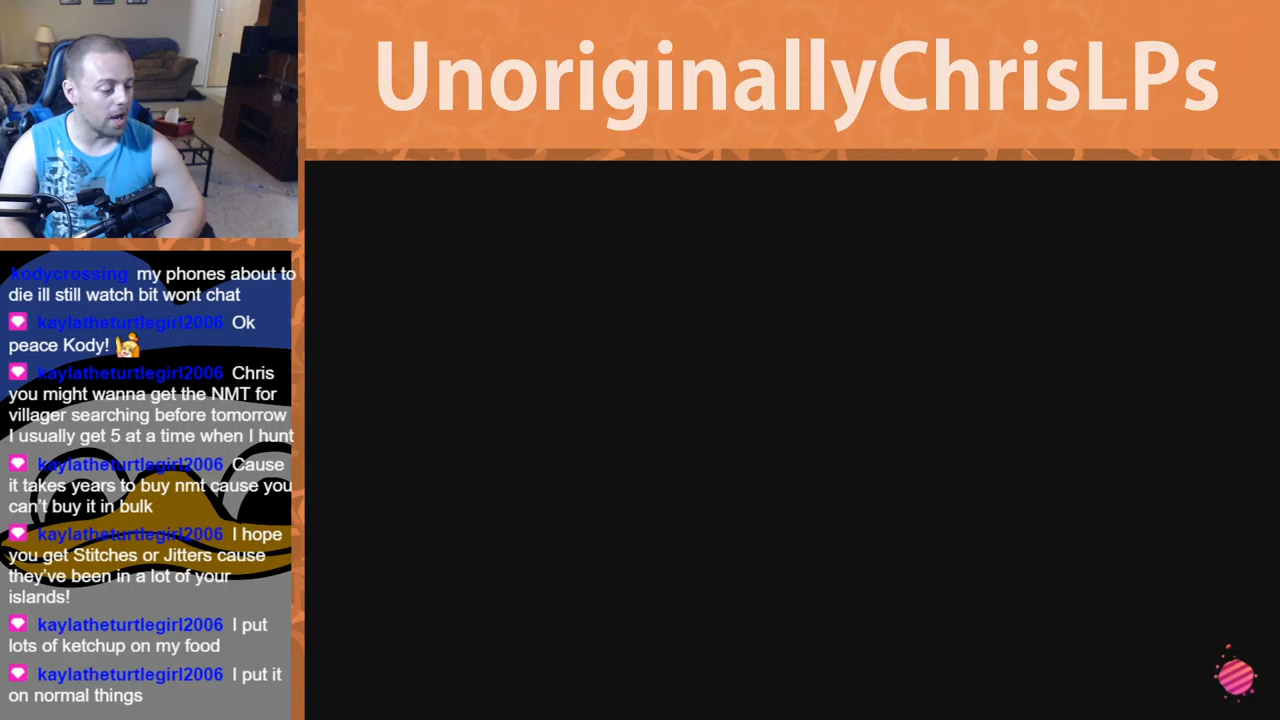 UnoriginallyChrisLPs
kodycrossing my phones about to
die ill still watch bit wont chat
kaylatheturtlegirl2006 Ok
peace Kody!
kaylatheturtlegirl2006 Chris
you might wanna get the NMT for
villager searching before tomorrow
I usually get 5 at a time when I hunt
kaylatheturtlegirl2006 Cause
it takes years to buy nmt cause you
can't buy it in bulk
kaylatheturtlegirl2006 I hope
you get Stitches or Jitters cause
they've been in a lot of your
islands!
kaylatheturtlegirl2006 I put
lots of ketchup on my food
kaylatheturtlegirl2006 I put it
on normal things